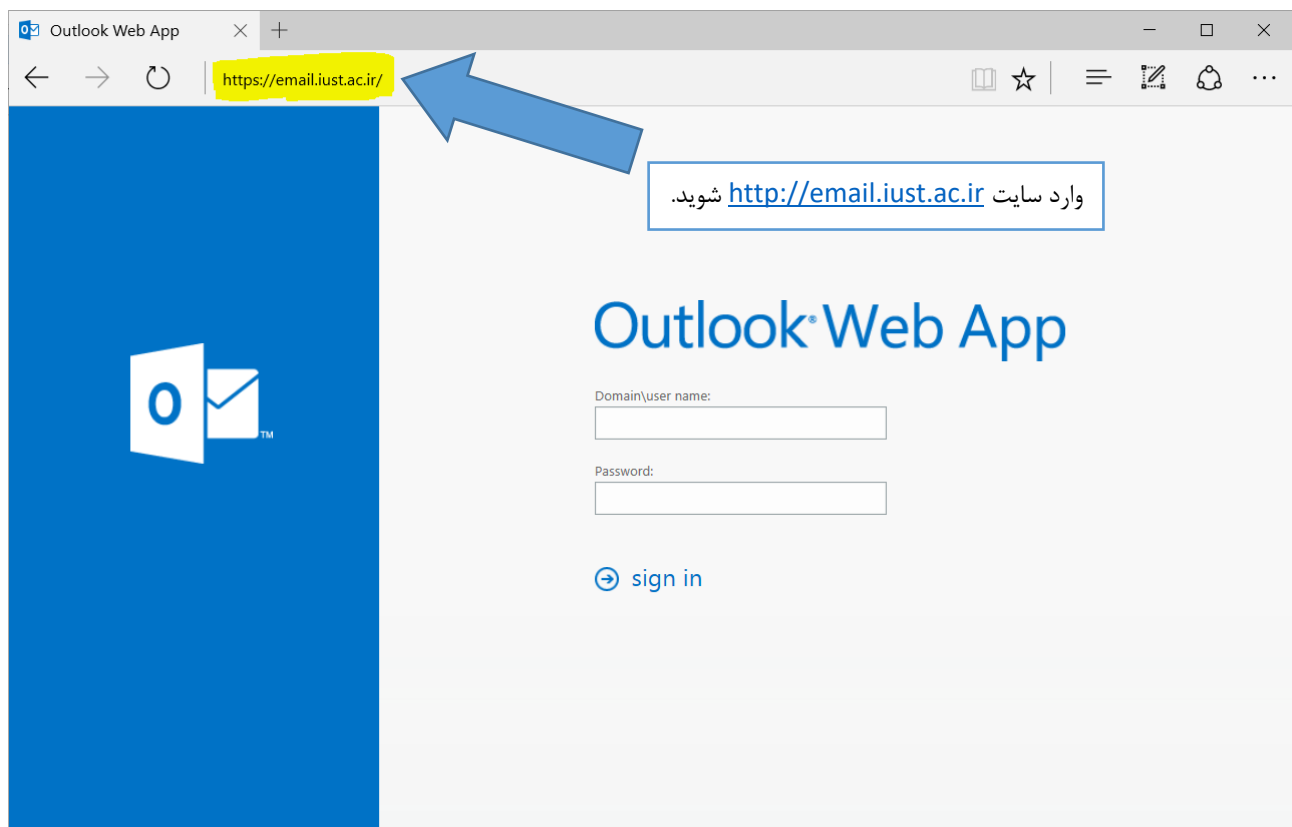 Outlook Web App
https://email.iust.ac.ir/
وارد سایت http://email.iust.ac.ir شوید.
Outlook® Web App
O
TM
Domain\user name:
Password:
sign in